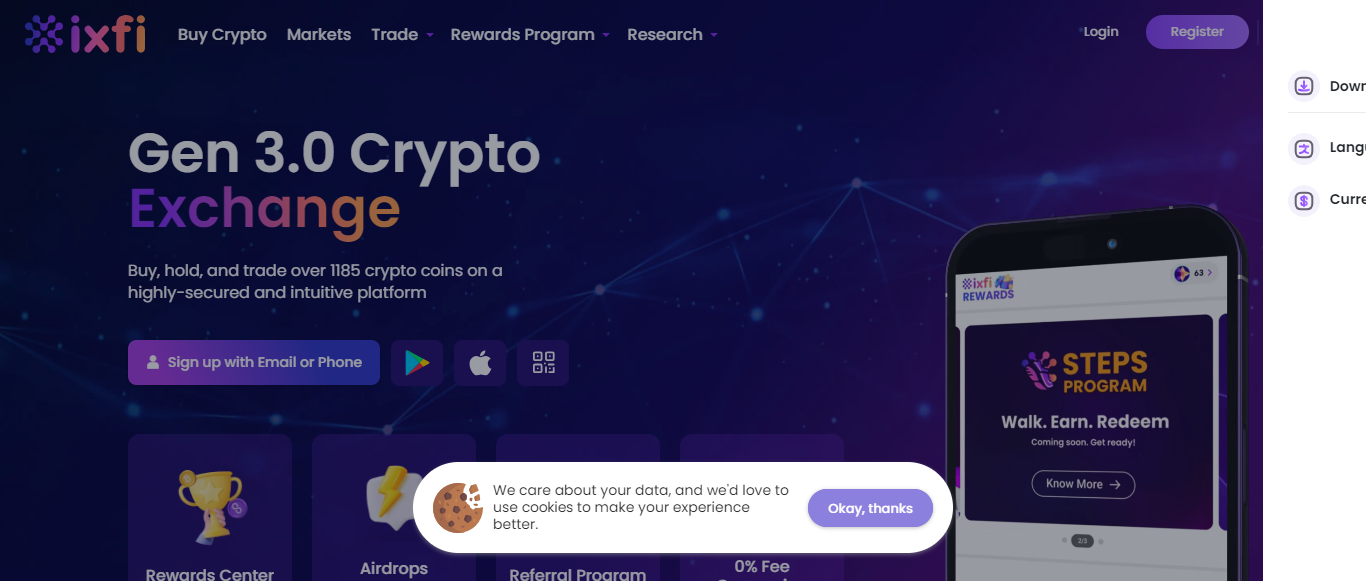 ixfi
Buy Crypto
Markets
Trade
Rewards Program
Research
Login
Register
Gen 3.0 Crypto
Exchange
Buy, hold, and trade over 1185 crypto coins on a
highly-secured and intuitive platform
Sign up with Email or Phone
Rewards Center
Airdrops
Referral Program
0% Fee
ixfi
REWARDS
63
STEPS
PROGRAM
Walk. Earn. Redeem
Coming soon. Get ready!
Know More
2/3
We care about your data, and we'd love to
use cookies to make your experience
better.
Okay, thanks
Down
Langu
Curre